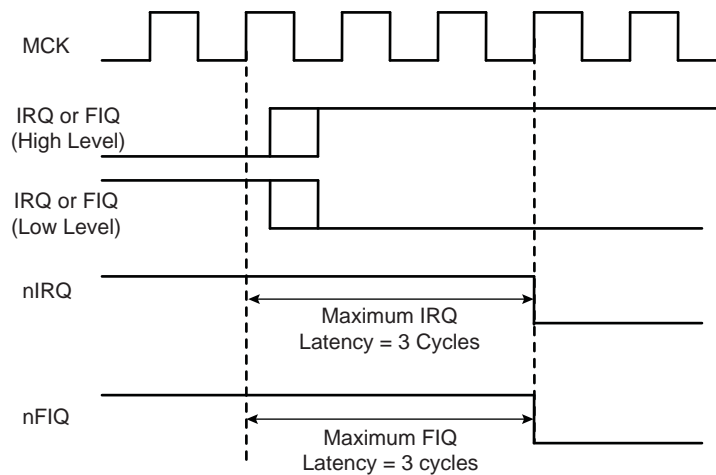 MCK
IRQ or FIQ
(High Level)
IRQ or FIQ
(Low Level)
nIRQ
Maximum IRQ
Latency = 3 Cycles
nFIQ
Maximum FIQ
Latency = 3 cycles